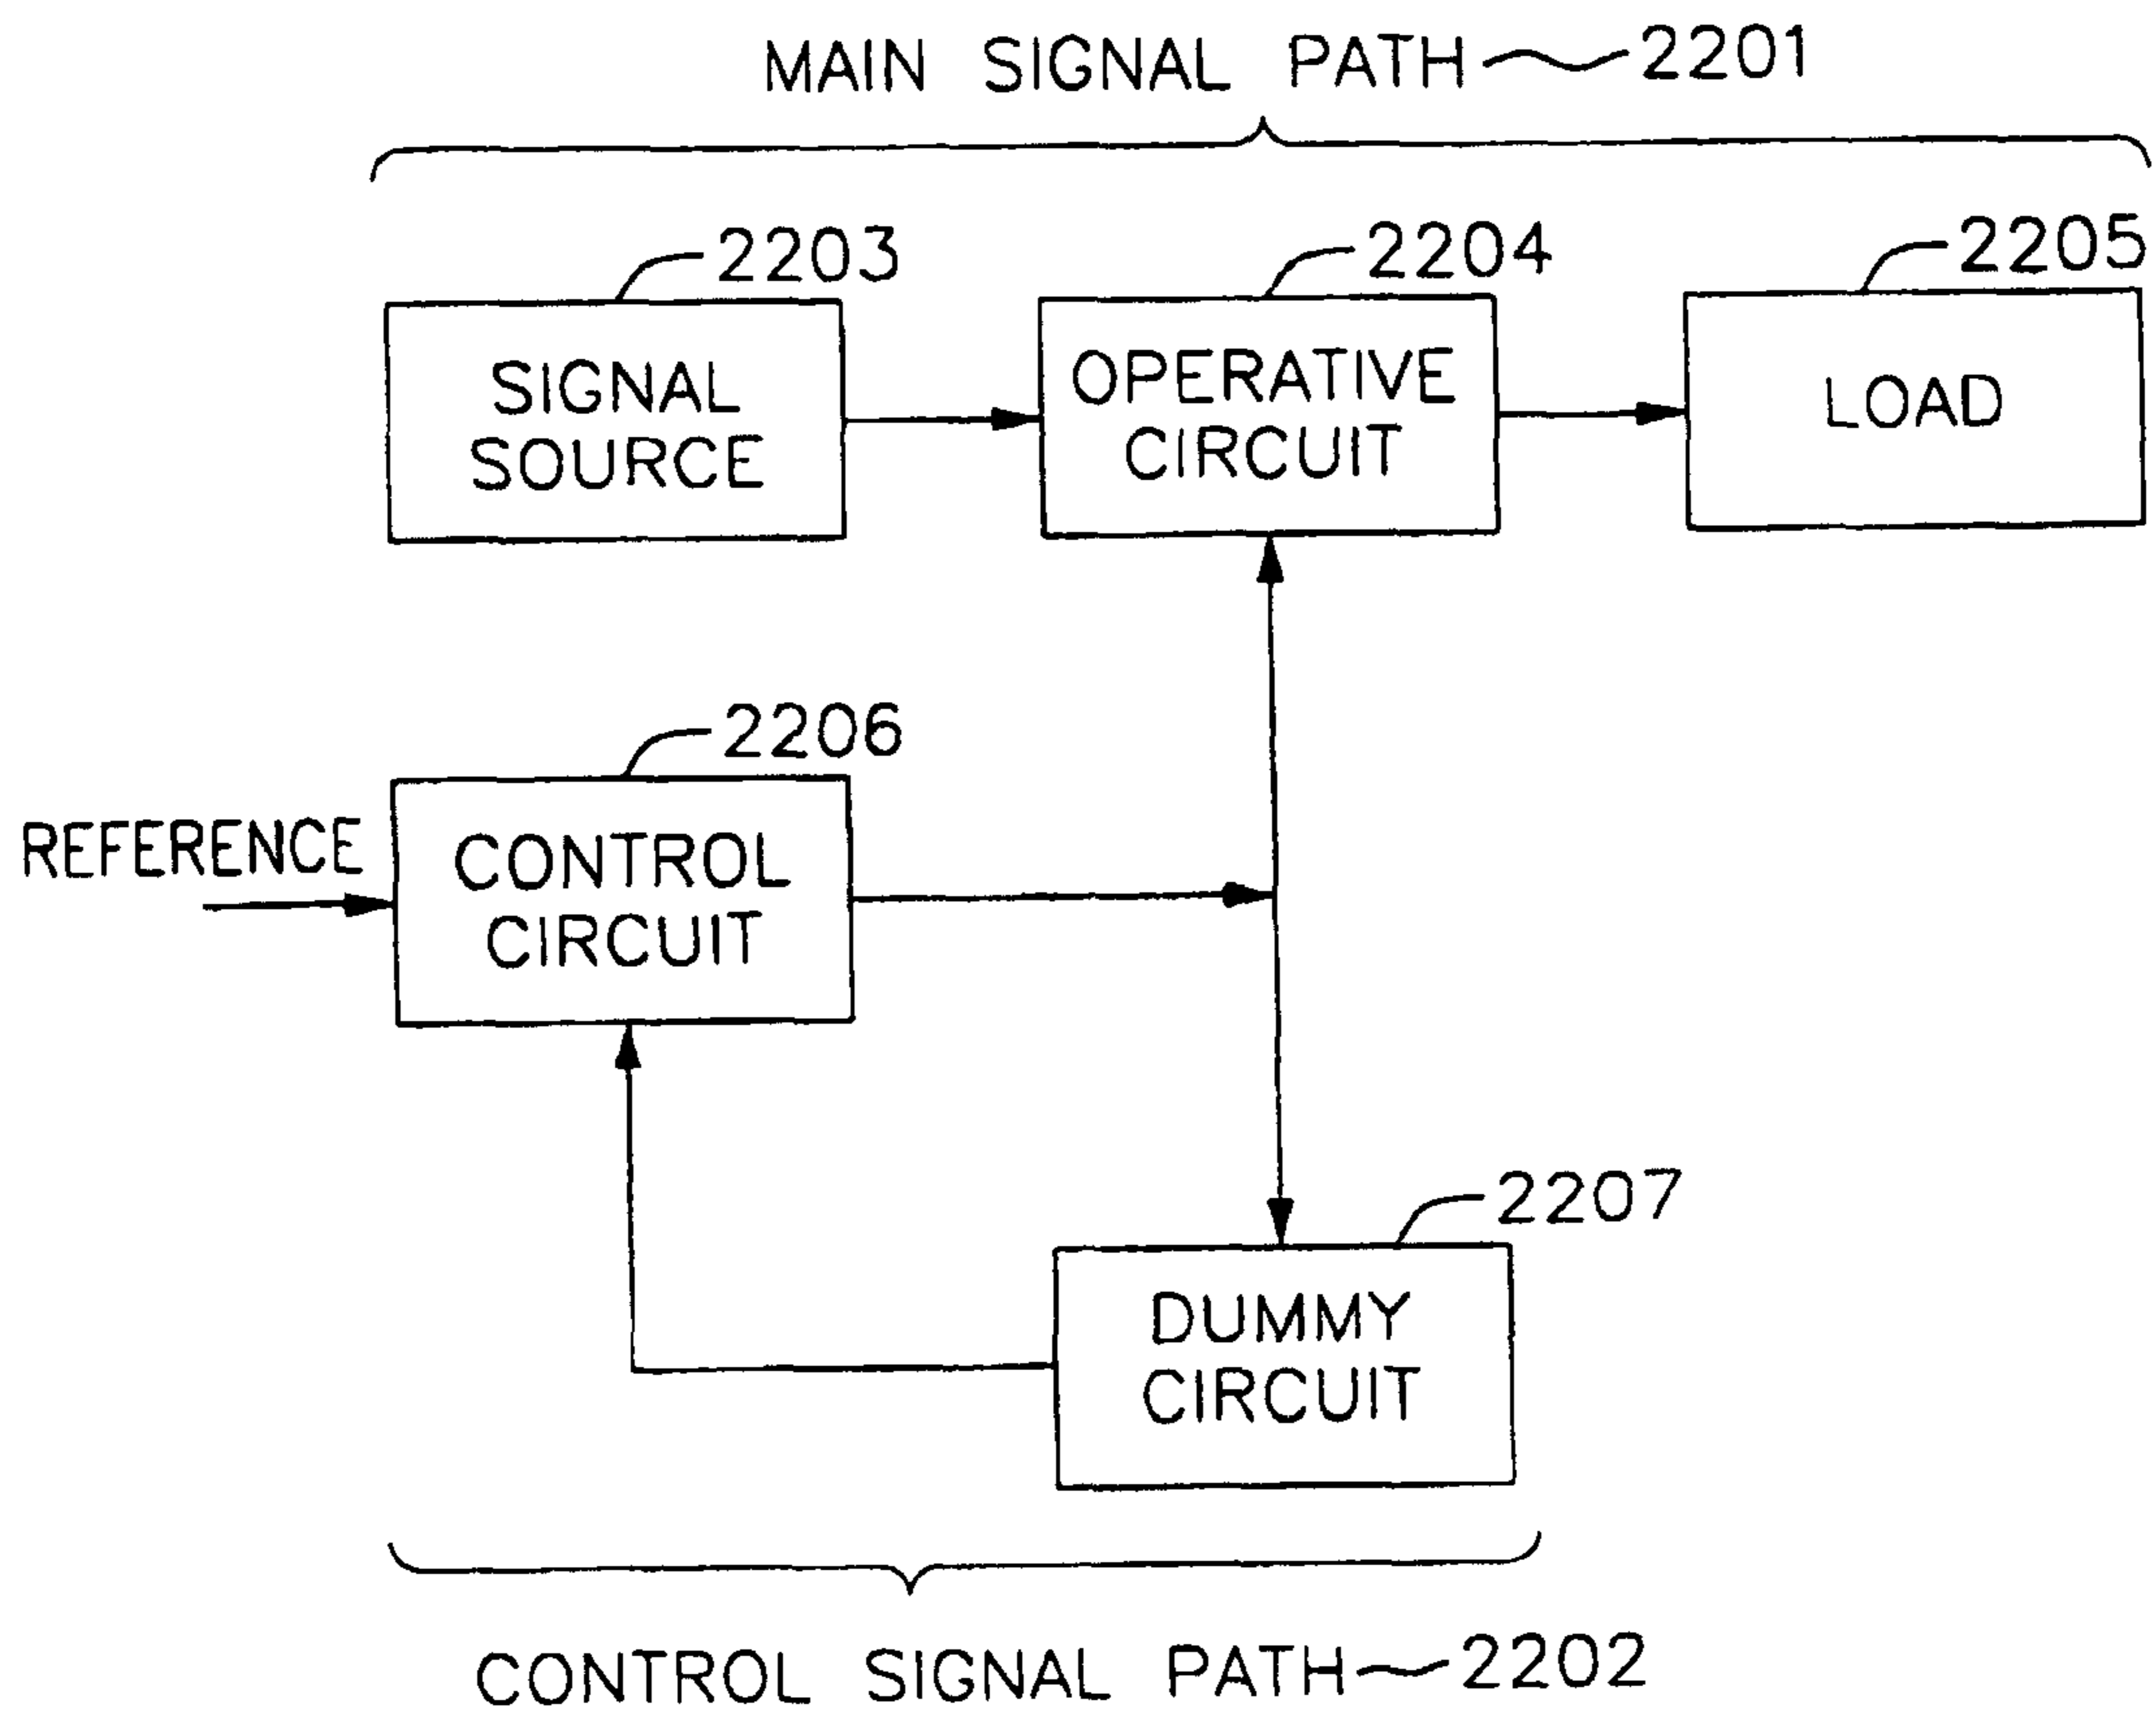 MAIN SIGNAL PATH 2201
2203
2204
2205
SIGNAL
SOURCE
OPERATIVE
CIRCUIT
LOAD
2206
REFERENCE
CONTROL
CIRCUIT
2207
DUMMY
CIRCUIT
CONTROL SIGNAL PATH 2202